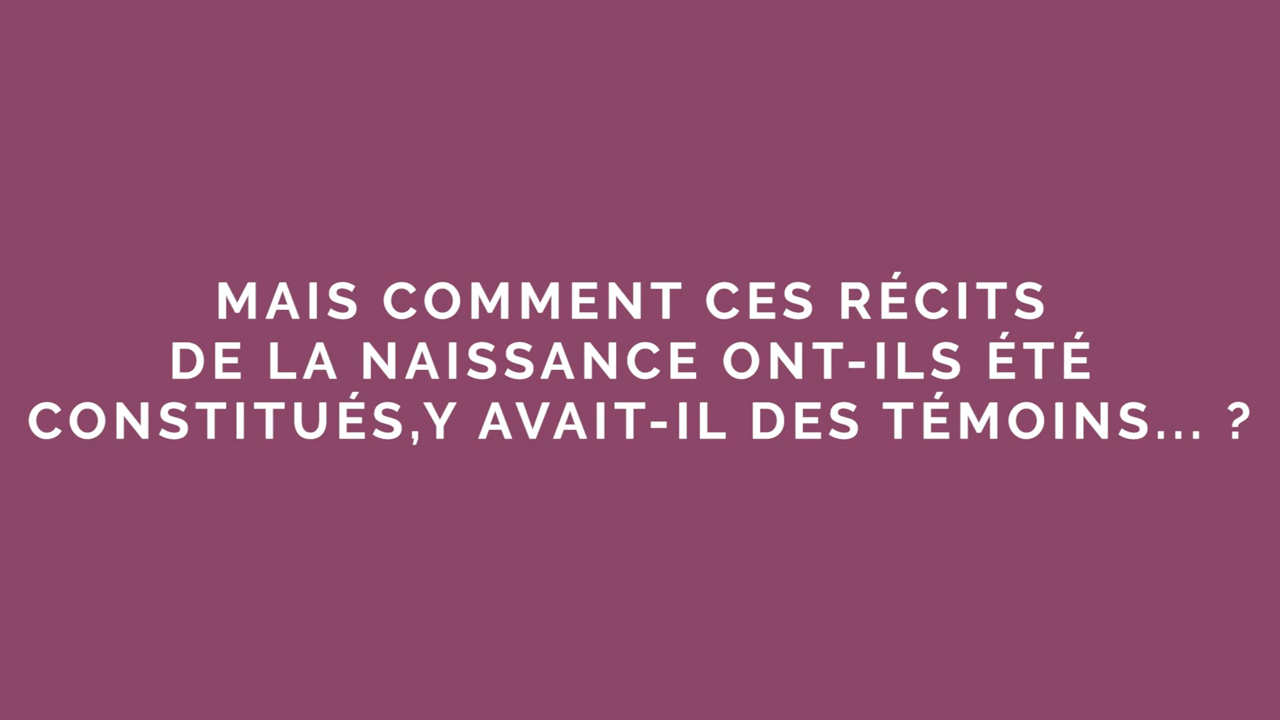 MAIS COMMENT CES RÉCITS
DE LA NAISSANCE ONT-ILS ÉTÉ
CONSTITUÉS,Y AVAIT-IL DES TÉMOINS... ?